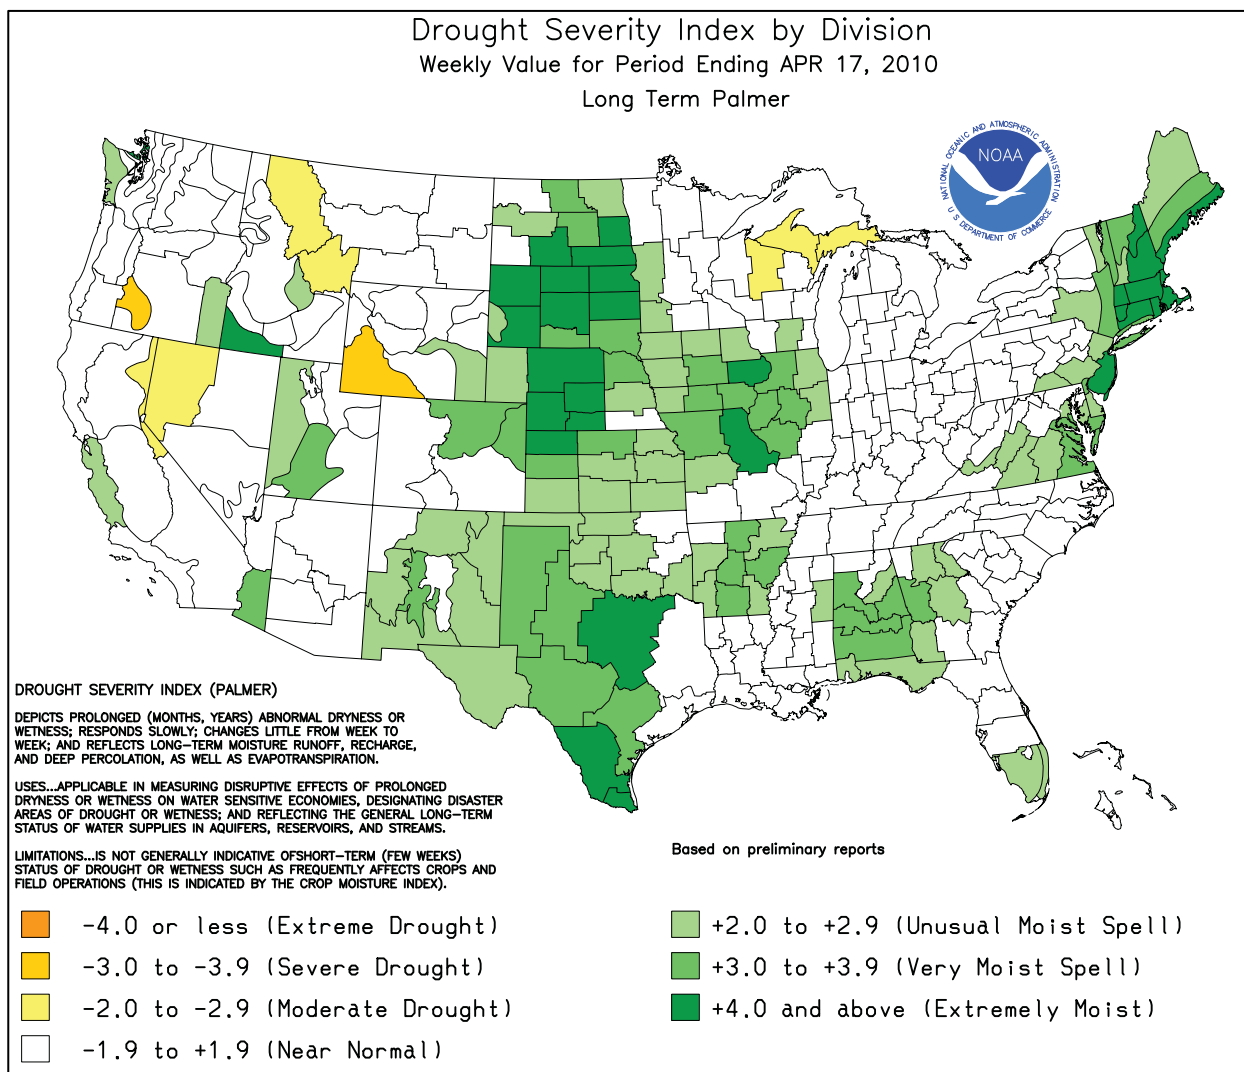 Drought Severity Index by Division
Weekly Value for Period Ending APR 17, 2010
Long Term Palmer
NATIONAL OCEANIC AND ATMOSPHERIC ADMINISTRATION
NOAA
U S DEPARTMENT OF COMMERCE
DROUGHT SEVERITY INDEX (PALMER)
DEPICTS PROLONGED (MONTHS, YEARS) ABNORMAL DRYNESS OR
WETNESS; RESPONDS SLOWLY; CHANGES LITTLE FROM WEEK TO
WEEK; AND REFLECTS LONG-TERM MOISTURE RUNOFF, RECHARGE,
AND DEEP PERCOLATION, AS WELL AS EVAPOTRANSPIRATION.
USES...APPLICABLE IN MEASURING DISRUPTIVE EFFECTS OF PROLONGED
DRYNESS OR WETNESS ON WATER SENSITIVE ECONOMIES, DESIGNATING DISASTER
AREAS OF DROUGHT OR WETNESS; AND REFLECTING THE GENERAL LONG-TERM
STATUS OF WATER SUPPLIES IN AQUIFERS, RESERVOIRS, AND STREAMS.
LIMITATIONS...IS NOT GENERALLY INDICATIVE OFSHORT-TERM (FEW WEEKS)
STATUS OF DROUGHT OR WETNESS SUCH AS FREQUENTLY AFFECTS CROPS AND
FIELD OPERATIONS (THIS IS INDICATED BY THE CROP MOISTURE INDEX).
Based on preliminary reports
-4.0 or less (Extreme Drought)
-3.0 to -3.9 (Severe Drought)
-2.0 to -2.9 (Moderate Drought)
-1.9 to +1.9 (Near Normal)
+2.0 to +2.9 (Unusual Moist Spell)
+3.0 to +3.9 (Very Moist Spell)
+4.0 and above (Extremely Moist)